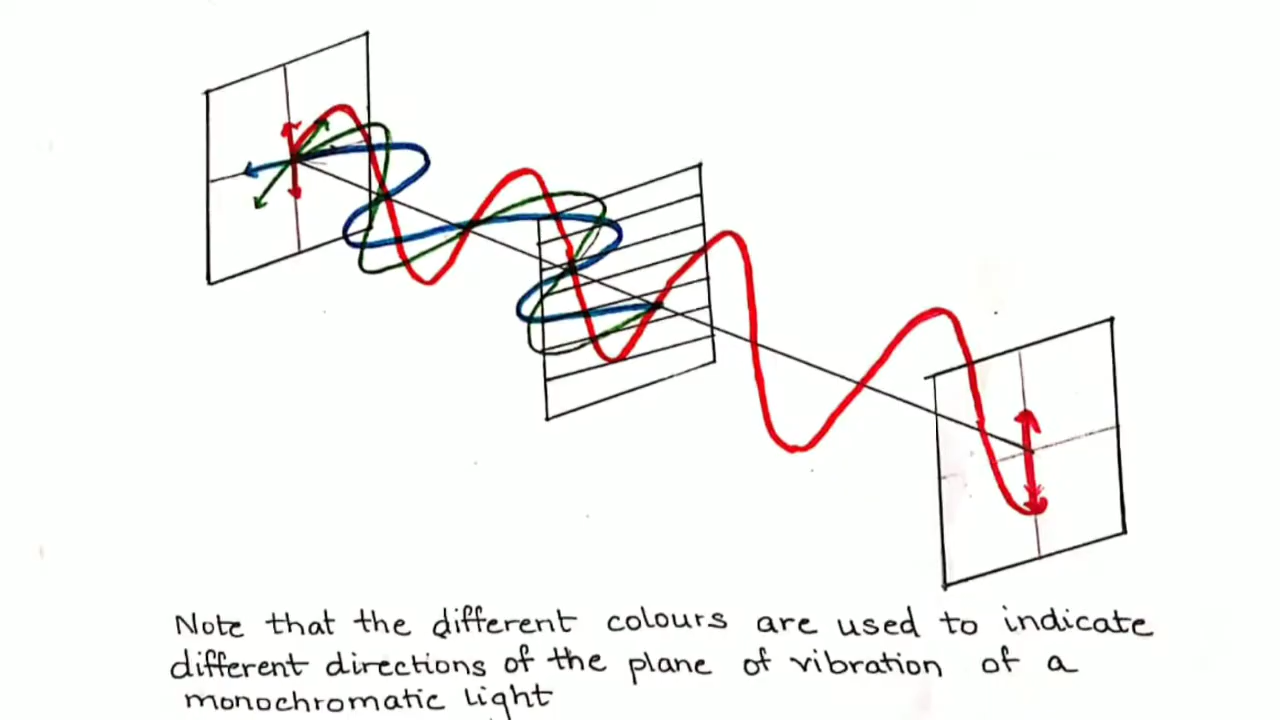 Note that the different colours are used to indicate
different directions of the plane of vibration of a
monochromatic light